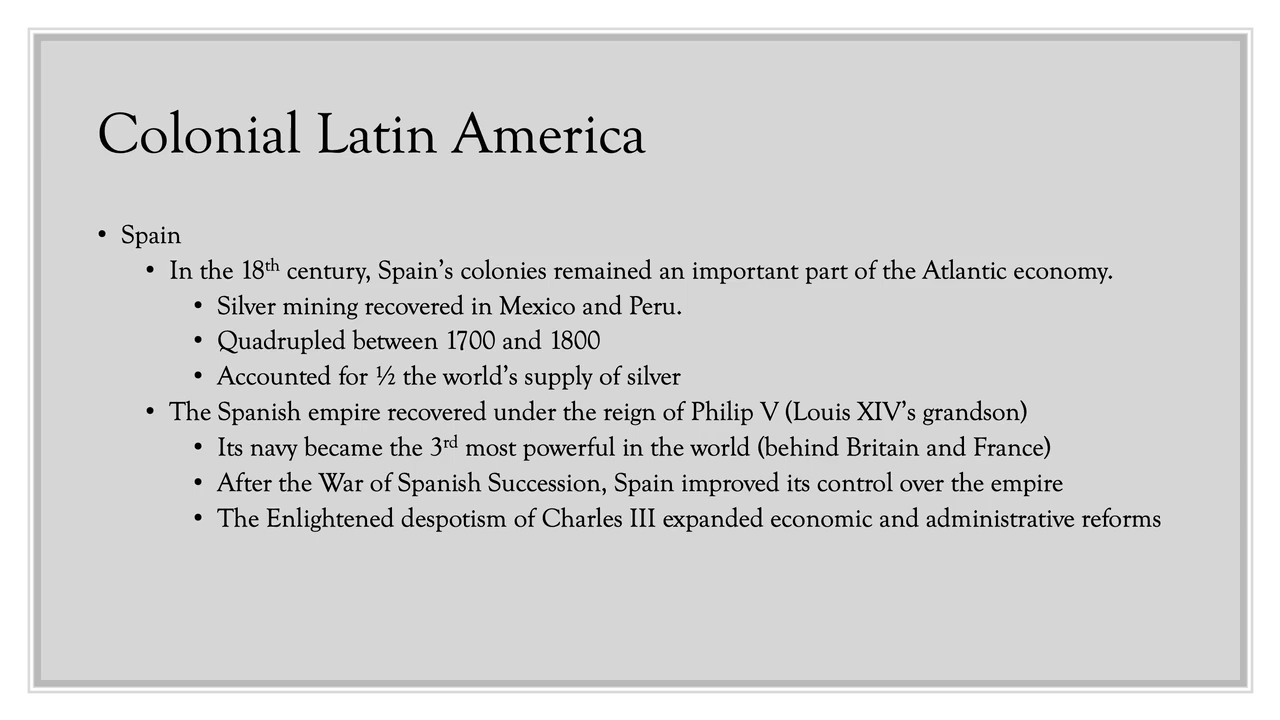 Colonial Latin America
• Spain
• In the 18th century, Spain’s colonies remained an important part of the Atlantic economy.
• Silver mining recovered in Mexico and Peru.
• Quadrupled between 1700 and 1800
• Accounted for ½ the world’s supply of silver
• The Spanish empire recovered under the reign of Philip V (Louis XIV’s grandson)
• Its navy became the 3rd most powerful in the world (behind Britain and France)
• After the War of Spanish Succession, Spain improved its control over the empire
• The Enlightened despotism of Charles III expanded economic and administrative reforms